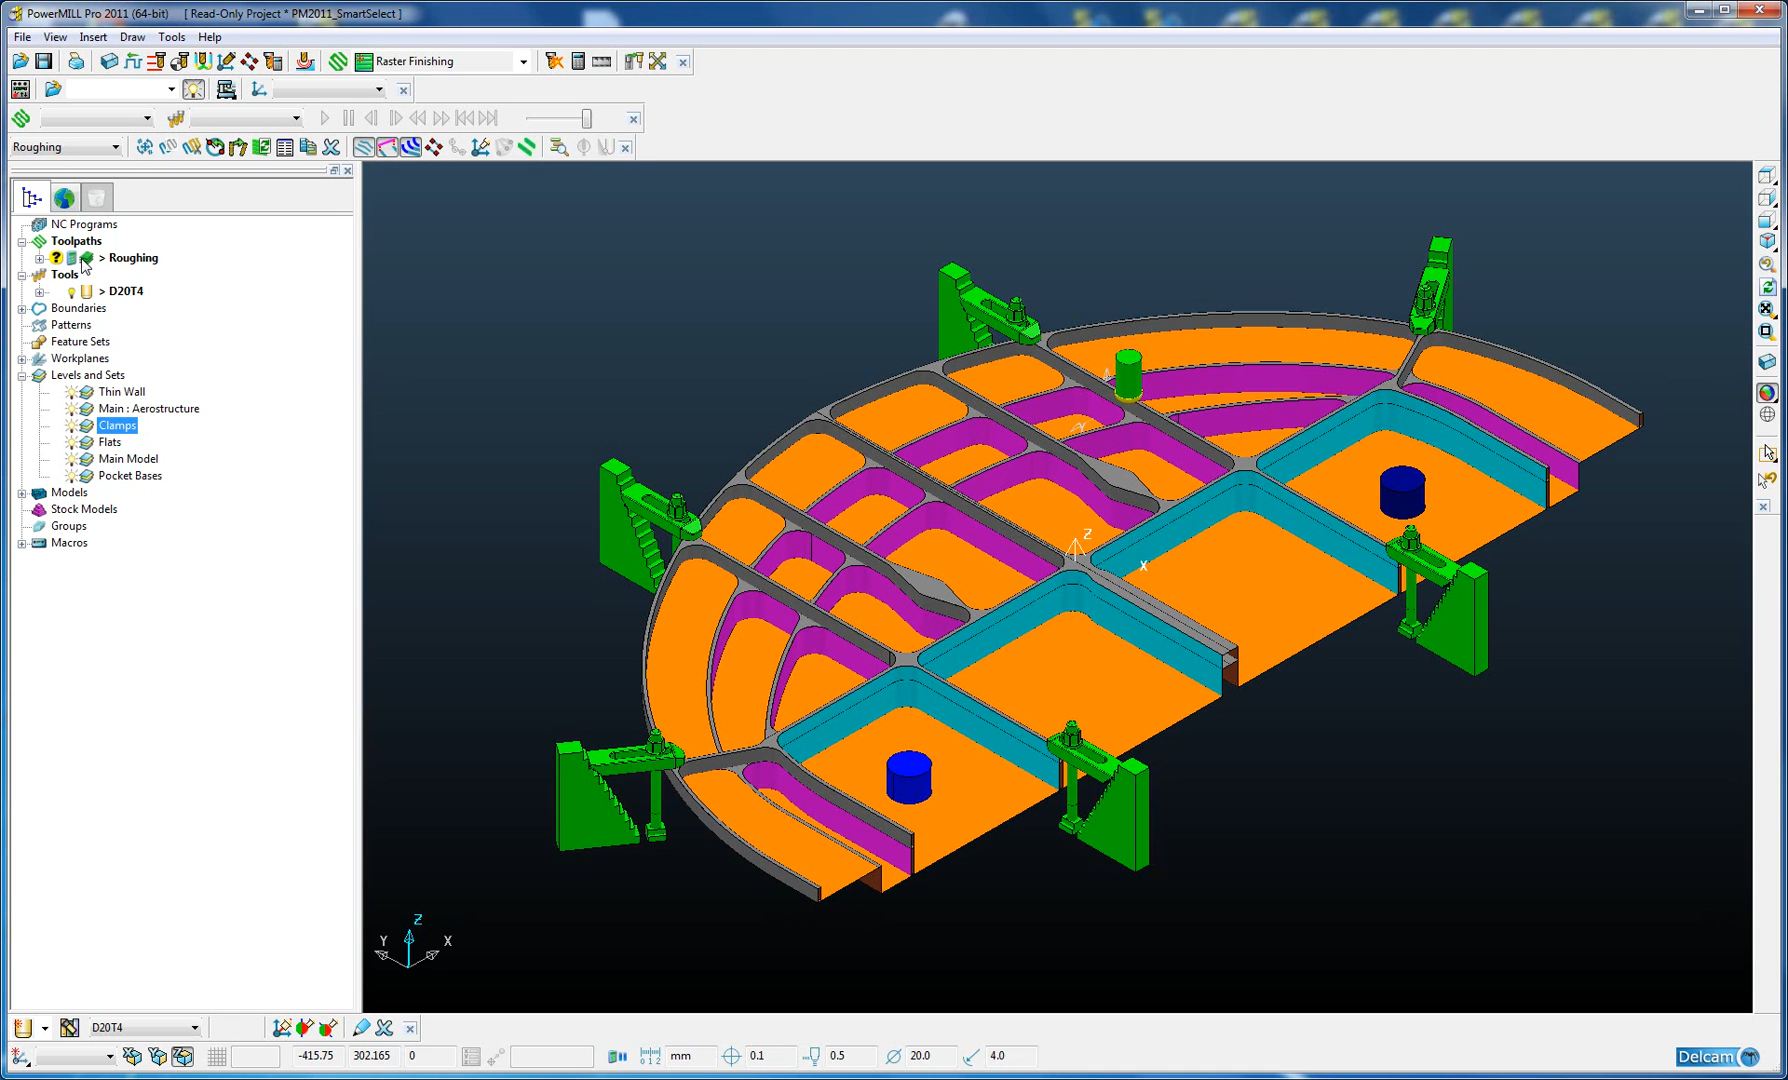 PowerMILL Pro 2011 (64-bit) [ Read-Only Project * PM2011_SmartSelect ]
File View Insert Draw Tools Help
Raster Finishing
Roughing
NC Programs
Toolpaths
> Roughing
Tools
> D20T4
Boundaries
Patterns
Feature Sets
Workplanes
Levels and Sets
Thin Wall
Main : Aerostructure
Clamps
Flats
Main Model
Pocket Bases
Models
Stock Models
Groups
Macros
Z
X
Z
Y X
D20T4
-415.75 302.165 0 mm 0.1 0.5 20.0 4.0
Delcam